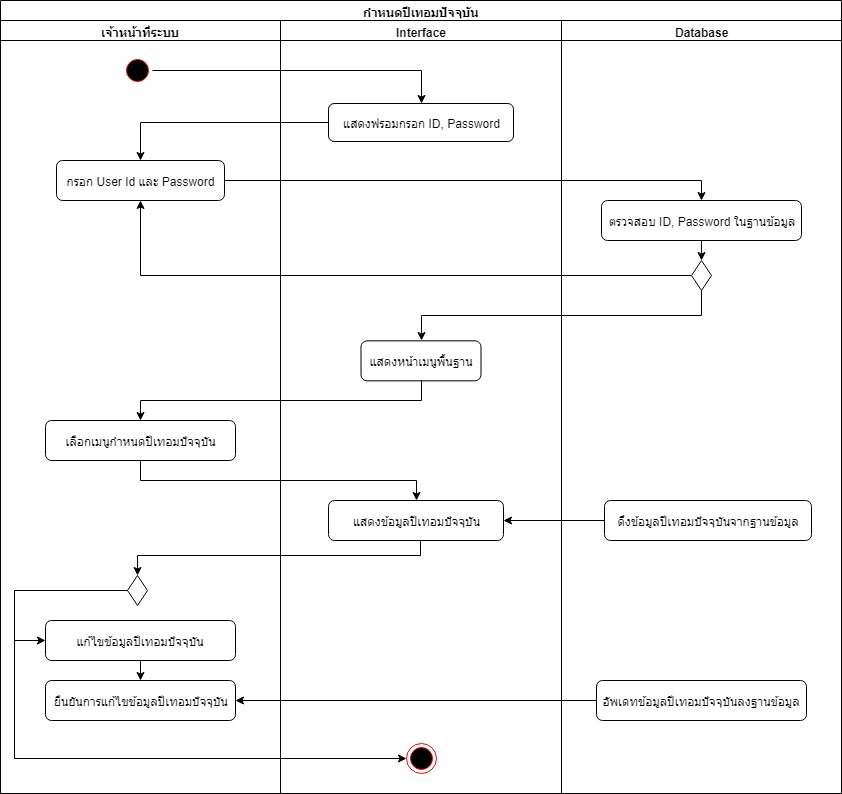 กำหนดปีเทอมปัจจุบัน
เจ้าหน้าที่ระบบ
Interface
Database
แสดงฟรอมกรอก ID, Password
กรอก User Id และ Password
ตรวจสอบ ID, Password ในฐานข้อมูล
แสดงหน้าเมนูพื้นฐาน
เลือกเมนูกำหนดปีเทอมปัจจุบัน
แสดงข้อมูลปีเทอมปัจจุบัน
ดึงข้อมูลปีเทอมปัจจุบันจากฐานข้อมูล
แก้ไขข้อมูลปีเทอมปัจจุบัน
ยืนยันการแก้ไขข้อมูลปีเทอมปัจจุบัน
อัพเดทข้อมูลปีเทอมปัจจุบันลงฐานข้อมูล